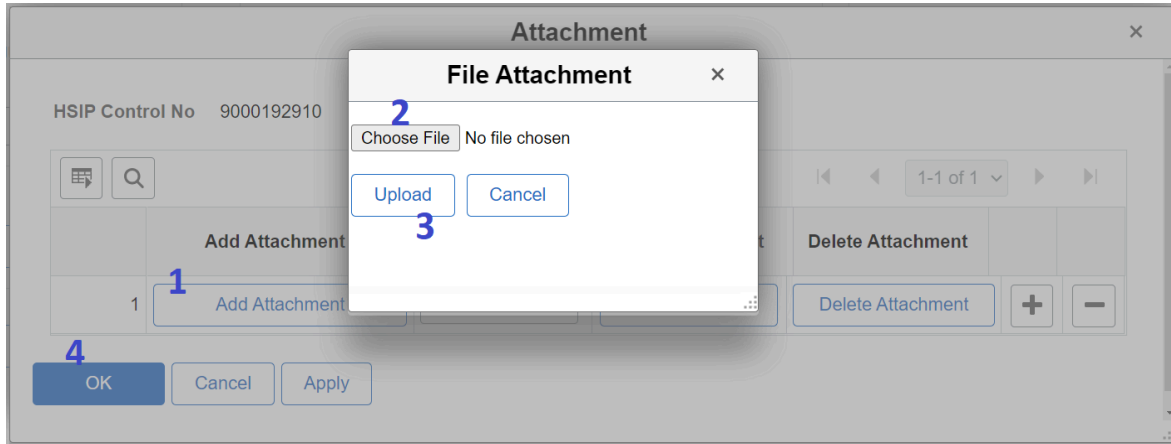 Attachment
File Attachment
HSIP Control No 9000192910
2
Choose File No file chosen
1-1 of 1
Upload Cancel
3
Add Attachment t Delete Attachment
1
1 Add Attachment Delete Attachment
4
OK Cancel Apply